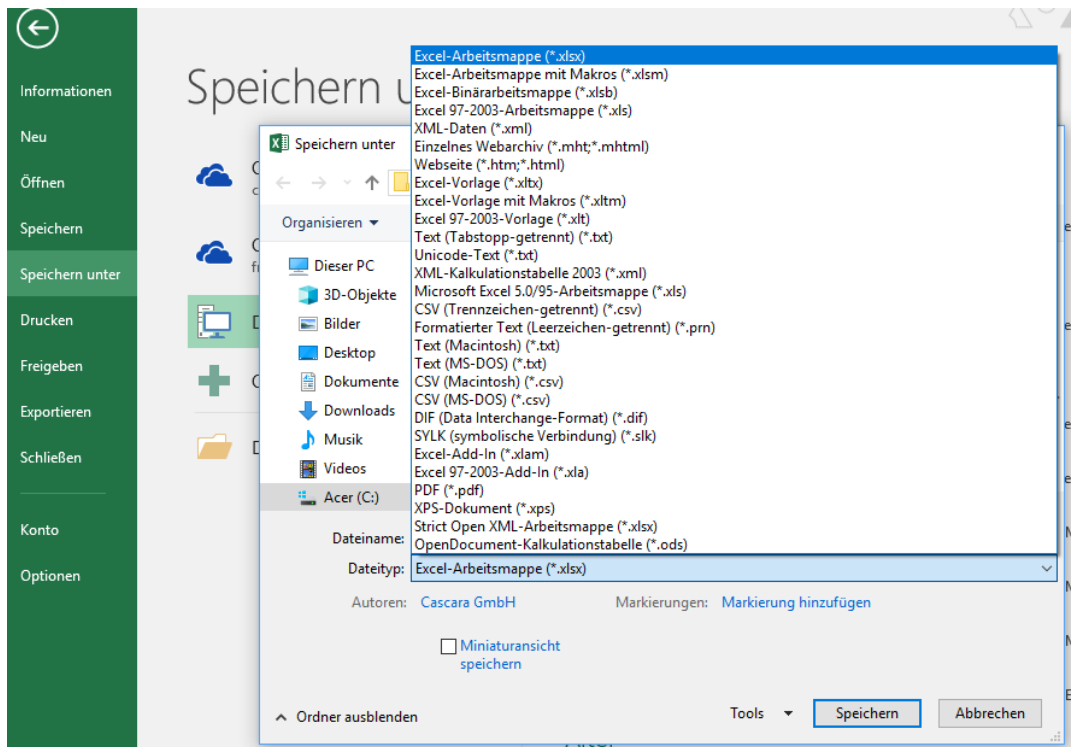 Informationen
Neu
Öffnen
Speichern
Speichern unter
Drucken
Freigeben
Exportieren
Schließen
Konto
Optionen
Speichern
Speichern unter
Organisieren
Dieser PC
3D-Objekte
Bilder
Desktop
Dokumente
Downloads
Musik
Videos
Acer (C:)
Excel-Arbeitsmappe (*.xlsx)
Excel-Arbeitsmappe mit Makros (*.xlsm)
Excel-Binärarbeitsmappe (*.xlsb)
Excel 97-2003-Arbeitsmappe (*.xls)
XML-Daten (*.xml)
Einzelnes Webarchiv (*.mht;*.mhtml)
Webseite (*.htm;*.html)
Excel-Vorlage (*.xltx)
Excel-Vorlage mit Makros (*.xltm)
Excel 97-2003-Vorlage (*.xlt)
Text (Tabstopp-getrennt) (*.txt)
Unicode-Text (*.txt)
XML-Kalkulationstabelle 2003 (*.xml)
Microsoft Excel 5.0/95-Arbeitsmappe (*.xls)
CSV (Trennzeichen-getrennt) (*.csv)
Formatierter Text (Leerzeichen-getrennt) (*.prn)
Text (Macintosh) (*.txt)
Text (MS-DOS) (*.txt)
CSV (Macintosh) (*.csv)
CSV (MS-DOS) (*.csv)
DIF (Data Interchange-Format) (*.dif)
SYLK (symbolische Verbindung) (*.slk)
Excel-Add-In (*.xlam)
Excel 97-2003-Add-In (*.xla)
PDF (*.pdf)
XPS-Dokument (*.xps)
Strict Open XML-Arbeitsmappe (*.xlsx)
OpenDocument-Kalkulationstabelle (*.ods)
Dateiname:
Dateityp: Excel-Arbeitsmappe (*.xlsx)
Autoren: Cascara GmbH Markierungen: Markierung hinzufügen
Miniaturansicht
speichern
Ordner ausblenden Tools Speichern Abbrechen